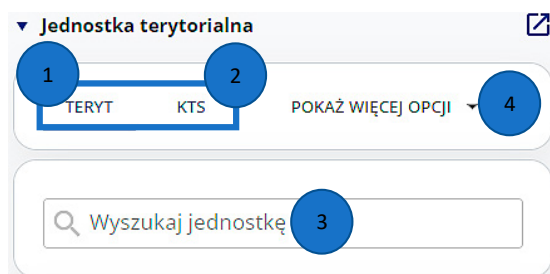 Jednostka terytorialna
1 2
TERYT KTS POKAŻ WIĘCEJ OPCJI 4
Wyszukaj jednostkę 3